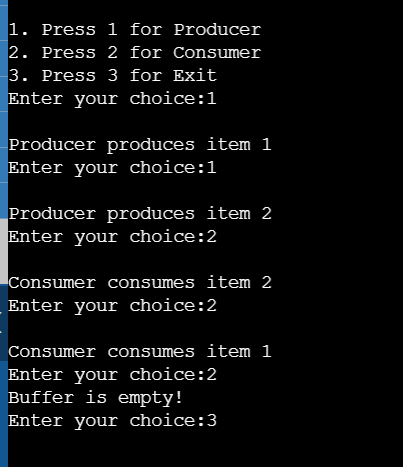 1. Press 1 for Producer
2. Press 2 for Consumer
3. Press 3 for Exit
Enter your choice:1
Producer produces item 1
Enter your choice:1
Producer produces item 2
Enter your choice:2
Consumer consumes item 2
Enter your choice:2
Consumer consumes item 1
Enter your choice:2
Buffer is empty!
Enter your choice:3